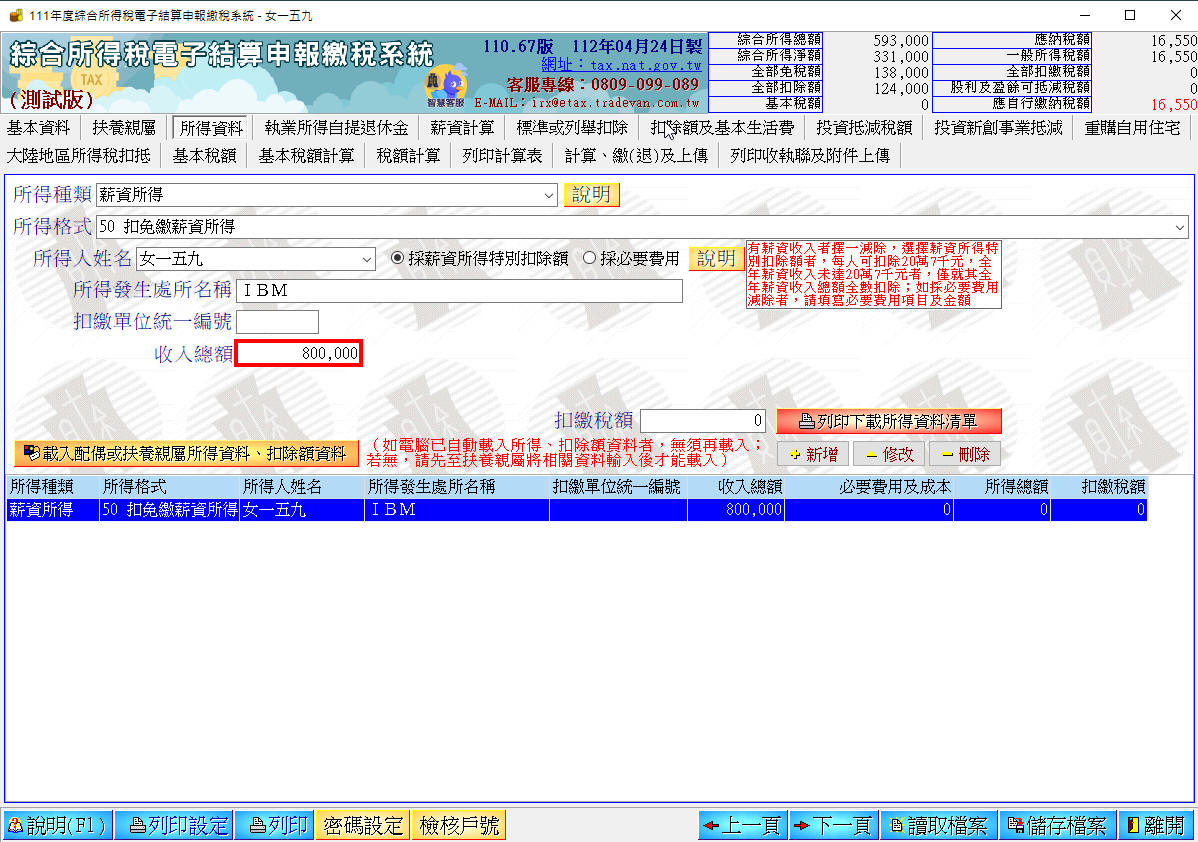 111年度綜合所得稅電子結算申報繳稅系統 - 女一五九
綜合所得稅電子結算申報繳稅系統
TAX
(測試版)
智慧客服
110.67版 112年04月24日製
網址：tax.nat.gov.tw
客服專線：0809-099-089
E-MAIL：irx@etax.tradevan.com.tw
綜合所得總額 593,000 應納稅額 16,550
綜合所得淨額 331,000 一般所得稅額 16,550
全部免稅額 138,000 全部扣繳稅額 0
全部扣除額 124,000 股利及盈餘可抵減稅額 0
基本稅額 0 應自行繳納稅額 16,550
基本資料 扶養親屬 所得資料 執業所得自提退休金 薪資計算 標準或列舉扣除 扣除額及基本生活費 投資抵減稅額 投資新創事業抵減 重購自用住宅
大陸地區所得稅扣抵 基本稅額 基本稅額計算 稅額計算 列印計算表 計算、繳(退)及上傳 列印收執聯及附件上傳
所得種類 薪資所得 說明
所得格式 50 扣免繳薪資所得
所得人姓名 女一五九 採薪資所得特別扣除額 採必要費用 說明
有薪資收入者擇一減除，選擇薪資所得特
別扣除額者，每人可扣除20萬7千元，全
年薪資收入未達20萬7千元者，僅就其全
年薪資收入總額全數扣除；如採必要費用
減除者，請填寫必要費用項目及金額
所得發生處所名稱 ＩＢＭ
扣繳單位統一編號
收入總額 800,000
扣繳稅額 0 列印下載所得資料清單
載入配偶或扶養親屬所得資料、扣除額資料
（如電腦已自動載入所得、扣除額資料者，無須再載入；
若無，請先至扶養親屬將相關資料輸入後才能載入）
新增 修改 刪除
所得種類 所得格式 所得人姓名 所得發生處所名稱 扣繳單位統一編號 收入總額 必要費用及成本 所得總額 扣繳稅額
薪資所得 50 扣免繳薪資所得 女一五九 ＩＢＭ 800,000 0 0 0
說明(F1) 列印設定 列印 密碼設定 檢核戶號 上一頁 下一頁 讀取檔案 儲存檔案 離開